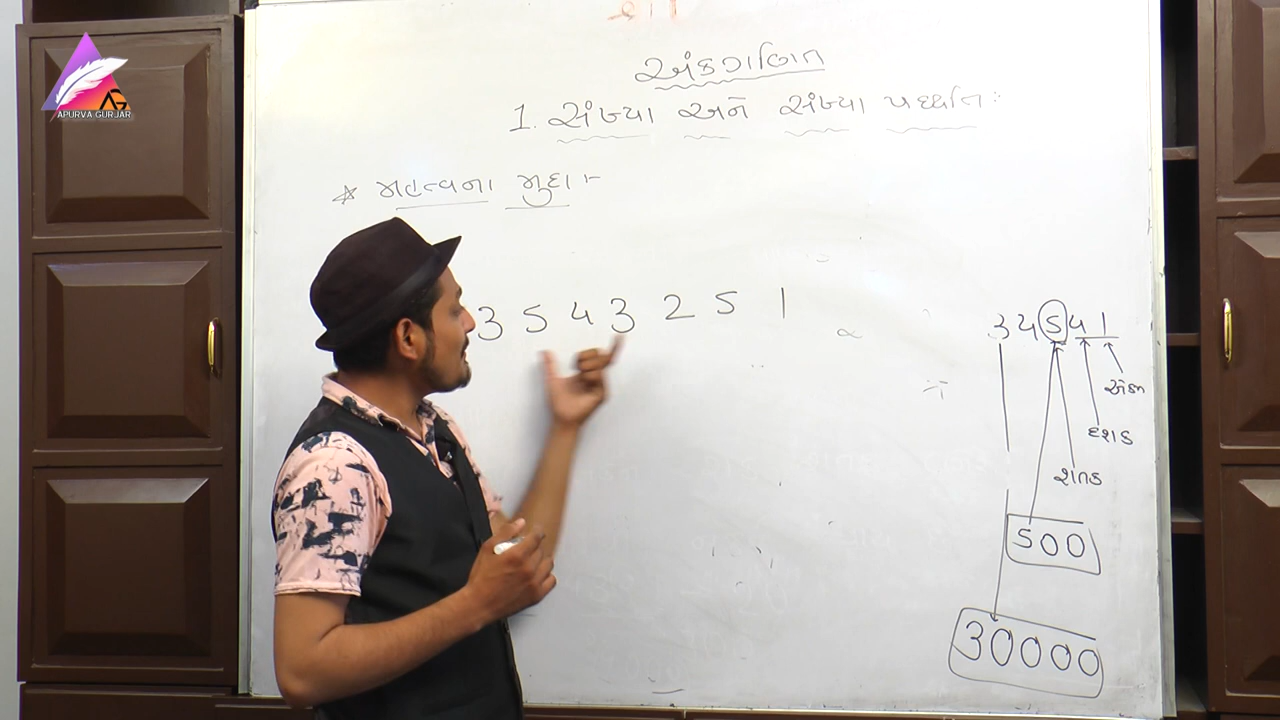 APURVA GURJAR
અંકગણિત
1. સંખ્યા અને સંખ્યા પદ્ધતિ :
☆ મહત્વના મુદા :-
3 5 4 3 2 5 1
3 4 5 4 1
એકમ
દશક
શતક
500
30000